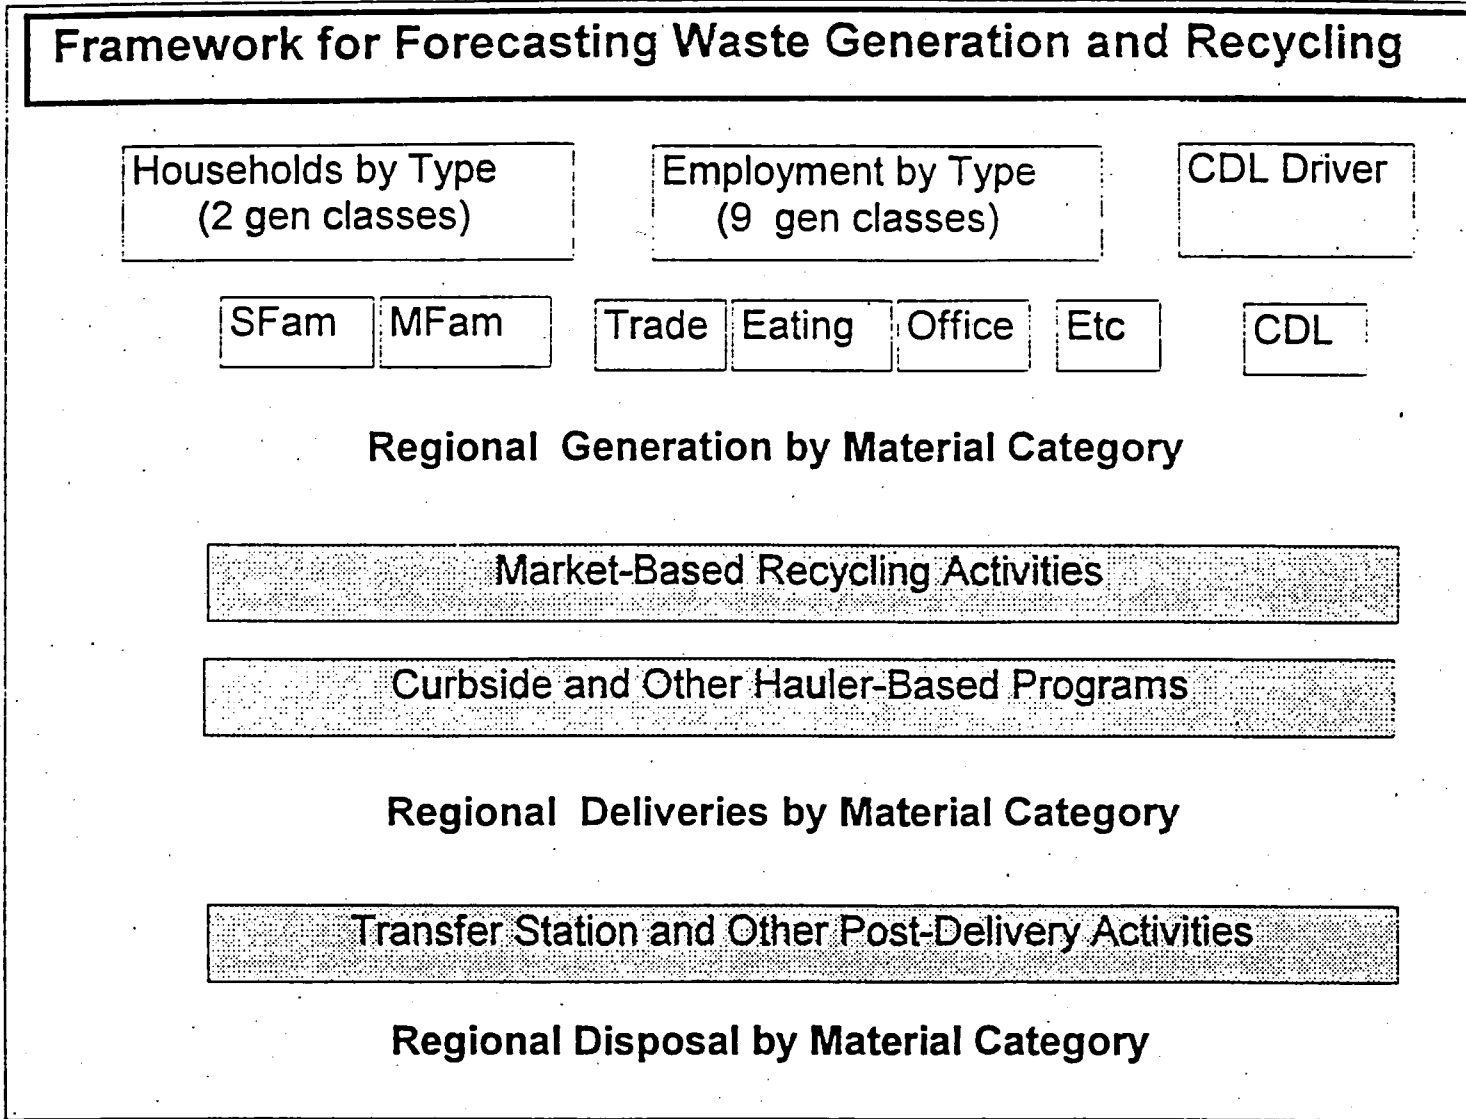 Framework for Forecasting Waste Generation and Recycling
Households by Type
(2 gen classes)
Employment by Type
(9 gen classes)
CDL Driver
SFam
MFam
Trade
Eating
Office
Etc
CDL
Regional Generation by Material Category
Market-Based Recycling Activities
Curbside and Other Hauler-Based Programs
Regional Deliveries by Material Category
Transfer Station and Other Post-Delivery Activities
Regional Disposal by Material Category